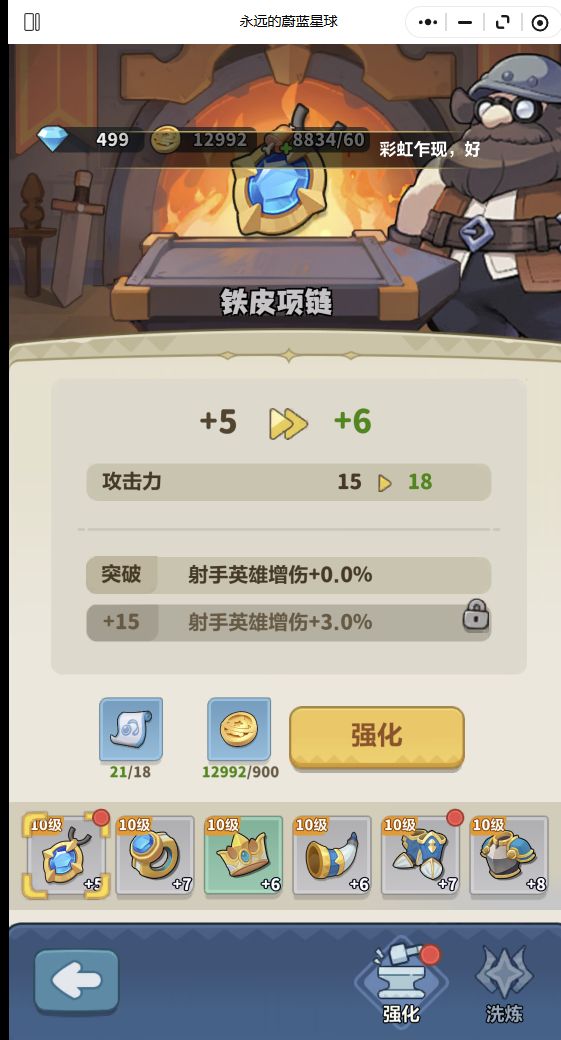 永远的蔚蓝星球
499
12992
8834/60
彩虹乍现，好
铁皮项链
+5
+6
攻击力
15
18
突破
射手英雄增伤+0.0%
+15
射手英雄增伤+3.0%
21/18
12992/900
强化
10级
+5
10级
+7
10级
+6
10级
+6
10级
+7
10级
+8
强化
洗炼